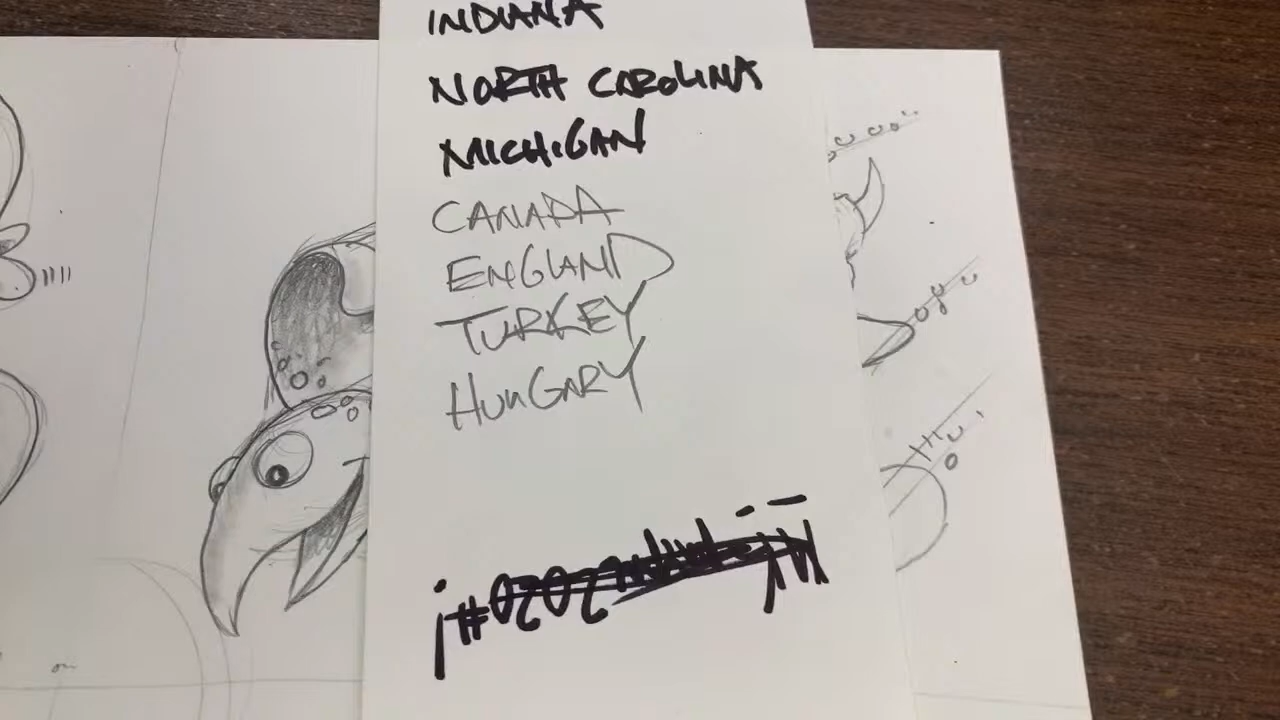 INDIANA
NORTH CAROLINA
MICHIGAN
CANADA
ENGLAND
TURKEY
HUNGARY